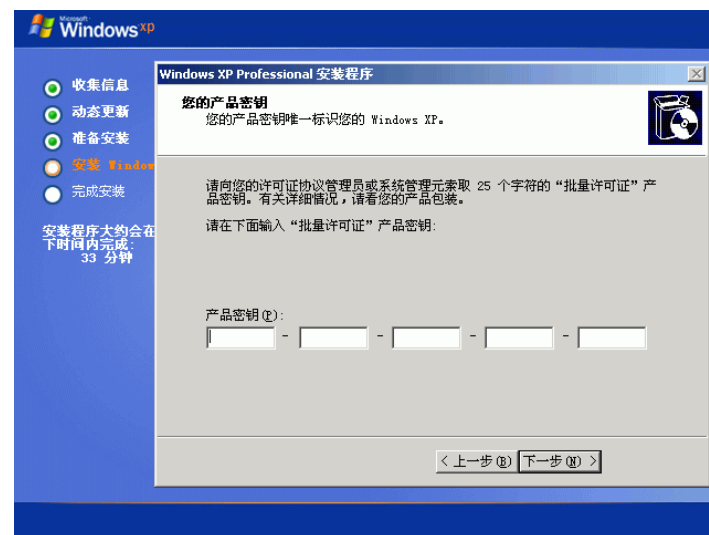 Microsoft
Windows xp
收集信息
动态更新
准备安装
安装 Window
完成安装
安装程序大约会在
下时间内完成:
33 分钟
Windows XP Professional 安装程序
您的产品密钥
您的产品密钥唯一标识您的 Windows XP。
请向您的许可证协议管理员或系统管理元索取 25 个字符的“批量许可证”产
品密钥。有关详细情况，请看您的产品包装。
请在下面输入“批量许可证”产品密钥:
产品密钥(P):
- - - -
< 上一步(B) 下一步(N) >